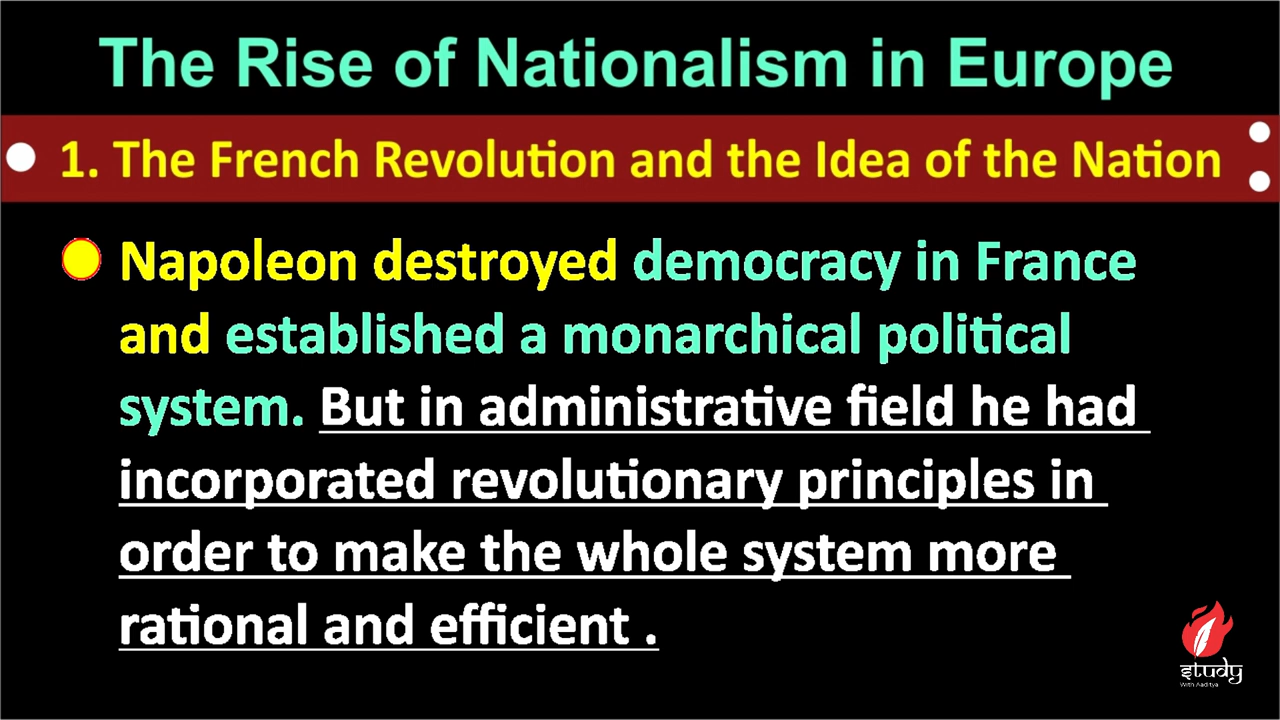 The Rise of Nationalism in Europe
1. The French Revolution and the Idea of the Nation
Napoleon destroyed democracy in France
and established a monarchical political
system. But in administrative field he had
incorporated revolutionary principles in
order to make the whole system more
rational and efficient .
study
With Aaditya